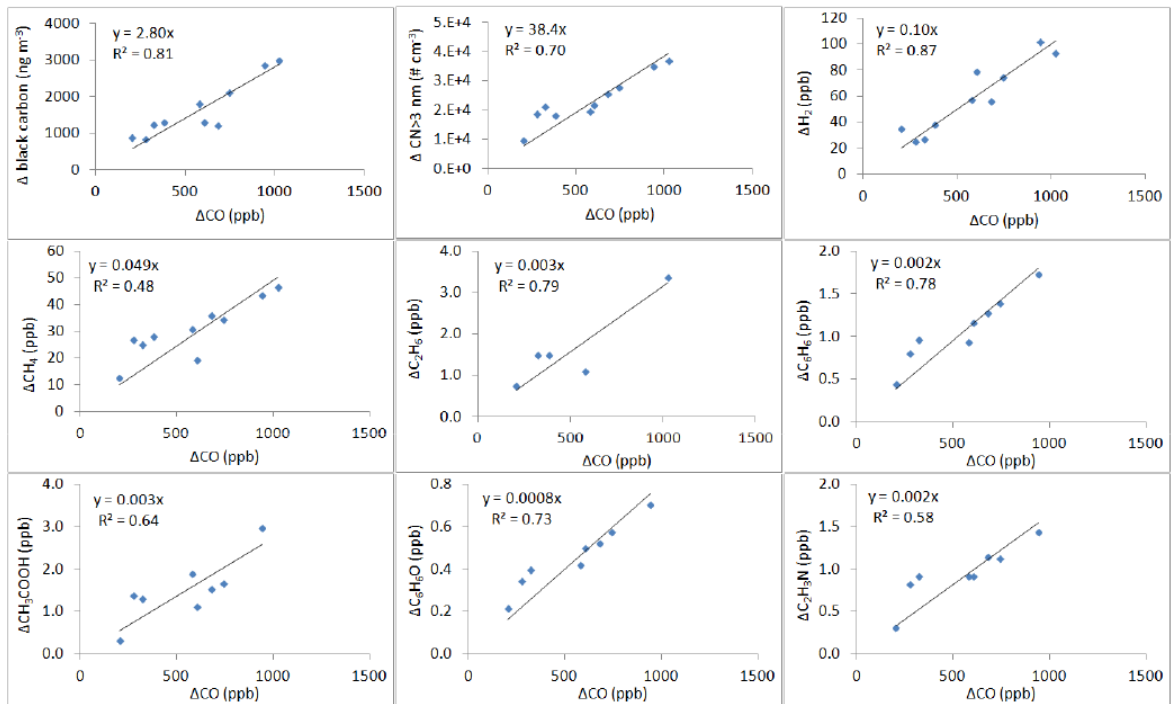 y = 2.80x
R² = 0.81
Δ black carbon (ng m⁻³)
4000
3000
2000
1000
0
0 500 1000 1500
ΔCO (ppb)
y = 38.4x
R² = 0.70
Δ CN>3 nm (# cm⁻³)
5.E+4
4.E+4
3.E+4
2.E+4
1.E+4
0.E+0
0 500 1000 1500
ΔCO (ppb)
y = 0.10x
R² = 0.87
ΔH₂ (ppb)
120
100
80
60
40
20
0
0 500 1000 1500
ΔCO (ppb)
y = 0.049x
R² = 0.48
ΔCH₄ (ppb)
60
50
40
30
20
10
0
0 500 1000 1500
ΔCO (ppb)
y = 0.003x
R² = 0.79
ΔC₂H₆ (ppb)
4.0
3.0
2.0
1.0
0.0
0 500 1000 1500
ΔCO (ppb)
y = 0.002x
R² = 0.78
ΔC₆H₆ (ppb)
2.0
1.5
1.0
0.5
0.0
0 500 1000 1500
ΔCO (ppb)
y = 0.003x
R² = 0.64
ΔCH₃COOH (ppb)
4.0
3.0
2.0
1.0
0.0
0 500 1000 1500
ΔCO (ppb)
y = 0.0008x
R² = 0.73
ΔC₆H₆O (ppb)
0.8
0.6
0.4
0.2
0.0
0 500 1000 1500
ΔCO (ppb)
y = 0.002x
R² = 0.58
ΔC₂H₃N (ppb)
2.0
1.5
1.0
0.5
0.0
0 500 1000 1500
ΔCO (ppb)